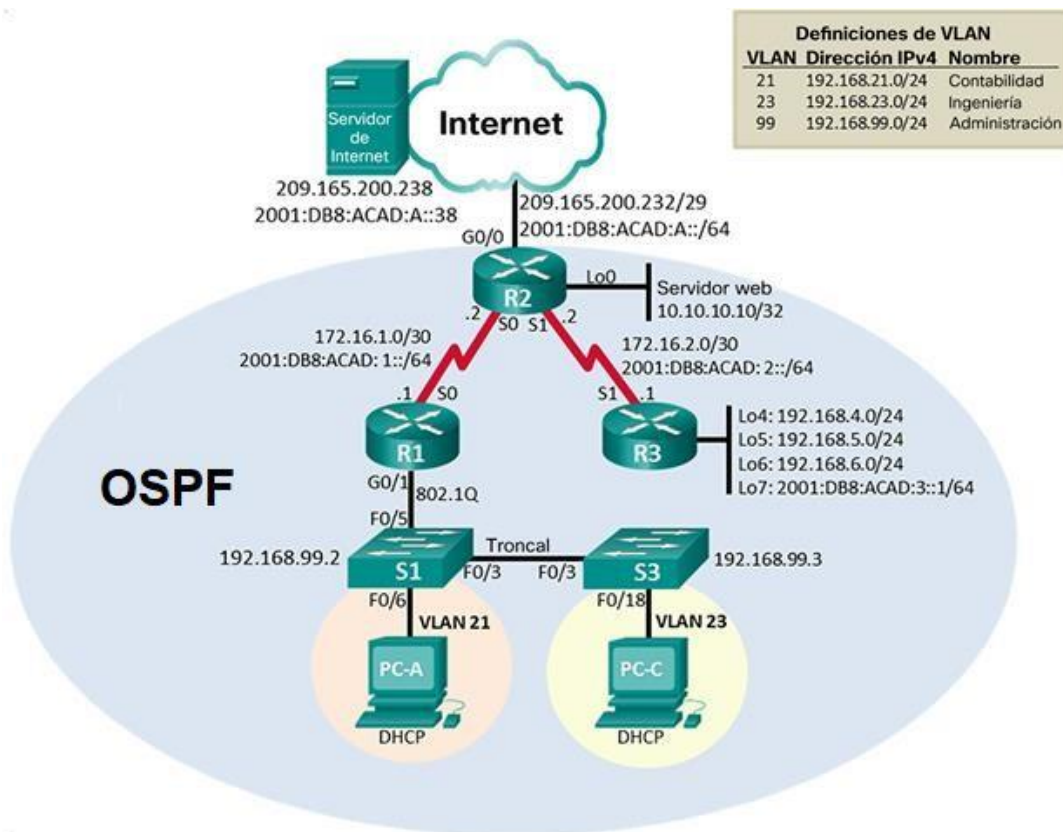 Definiciones de VLAN
VLAN Dirección IPv4 Nombre
21 192.168.21.0/24 Contabilidad
23 192.168.23.0/24 Ingeniería
99 192.168.99.0/24 Administración
Servidor
de
Internet
Internet
209.165.200.238
2001:DB8:ACAD:A::38
209.165.200.232/29
2001:DB8:ACAD:A::/64
G0/0
R2
Lo0
Servidor web
10.10.10.10/32
.2
S0
S1
.2
172.16.1.0/30
2001:DB8:ACAD: 1::/64
172.16.2.0/30
2001:DB8:ACAD: 2::/64
.1
S0
S1
.1
R1
R3
Lo4: 192.168.4.0/24
Lo5: 192.168.5.0/24
Lo6: 192.168.6.0/24
Lo7: 2001:DB8:ACAD:3::1/64
OSPF
G0/1
802.1Q
F0/5
192.168.99.2
S1
Troncal
F0/3
F0/3
S3
192.168.99.3
F0/6
F0/18
VLAN 21
VLAN 23
PC-A
PC-C
DHCP
DHCP